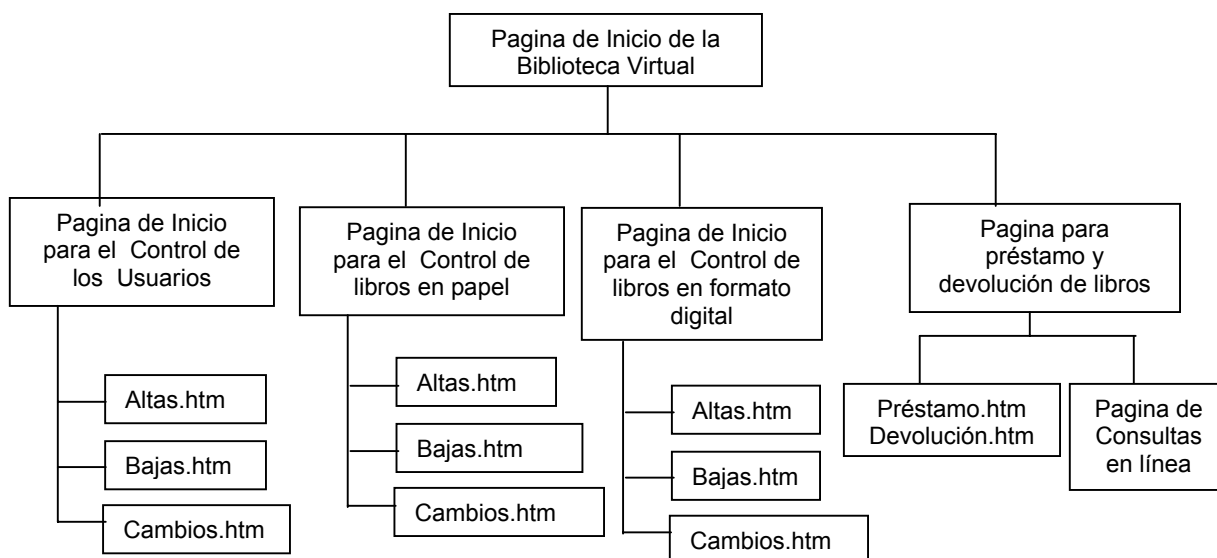 Pagina de Inicio de la
Biblioteca Virtual
Pagina de Inicio
para el Control de
los Usuarios
Altas.htm
Bajas.htm
Cambios.htm
Pagina de Inicio
para el Control de
libros en papel
Altas.htm
Bajas.htm
Cambios.htm
Pagina de Inicio
para el Control de
libros en formato
digital
Altas.htm
Bajas.htm
Cambios.htm
Pagina para
préstamo y
devolución de libros
Préstamo.htm
Devolución.htm
Pagina de
Consultas
en línea